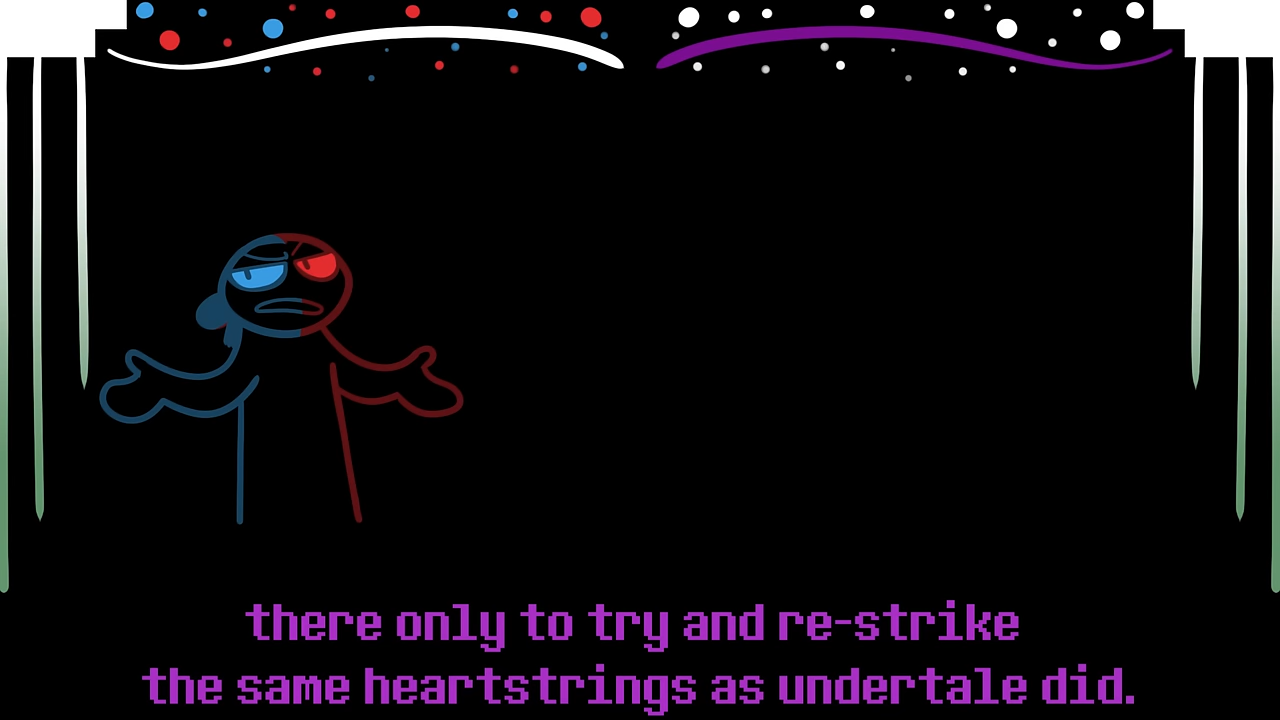 there only to try and re-strike
the same heartstrings as undertale did.